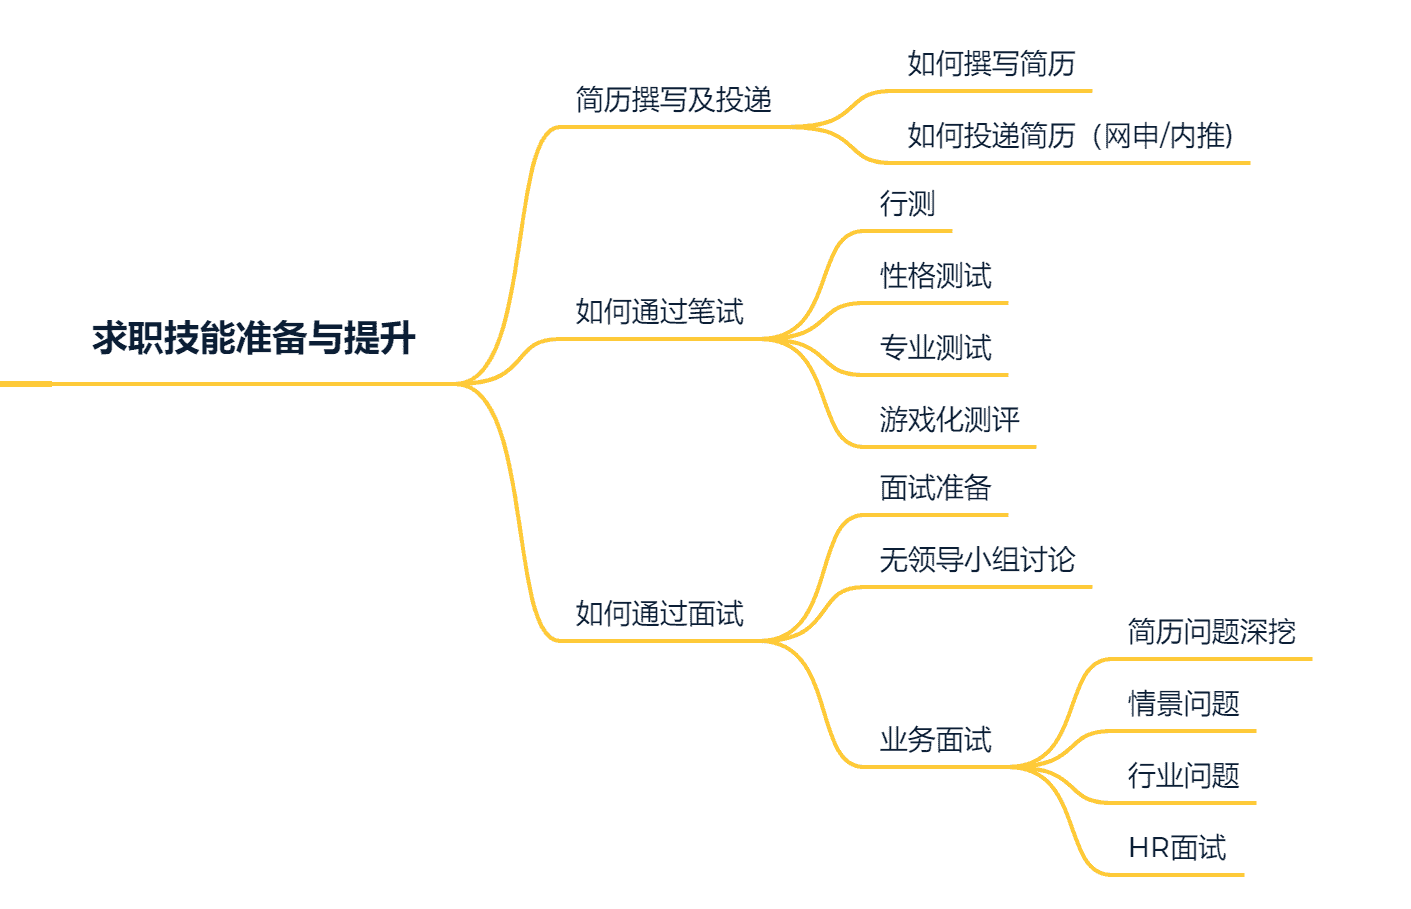 求职技能准备与提升
简历撰写及投递
如何撰写简历
如何投递简历（网申/内推)
如何通过笔试
行测
性格测试
专业测试
游戏化测评
如何通过面试
面试准备
无领导小组讨论
业务面试
简历问题深挖
情景问题
行业问题
HR面试